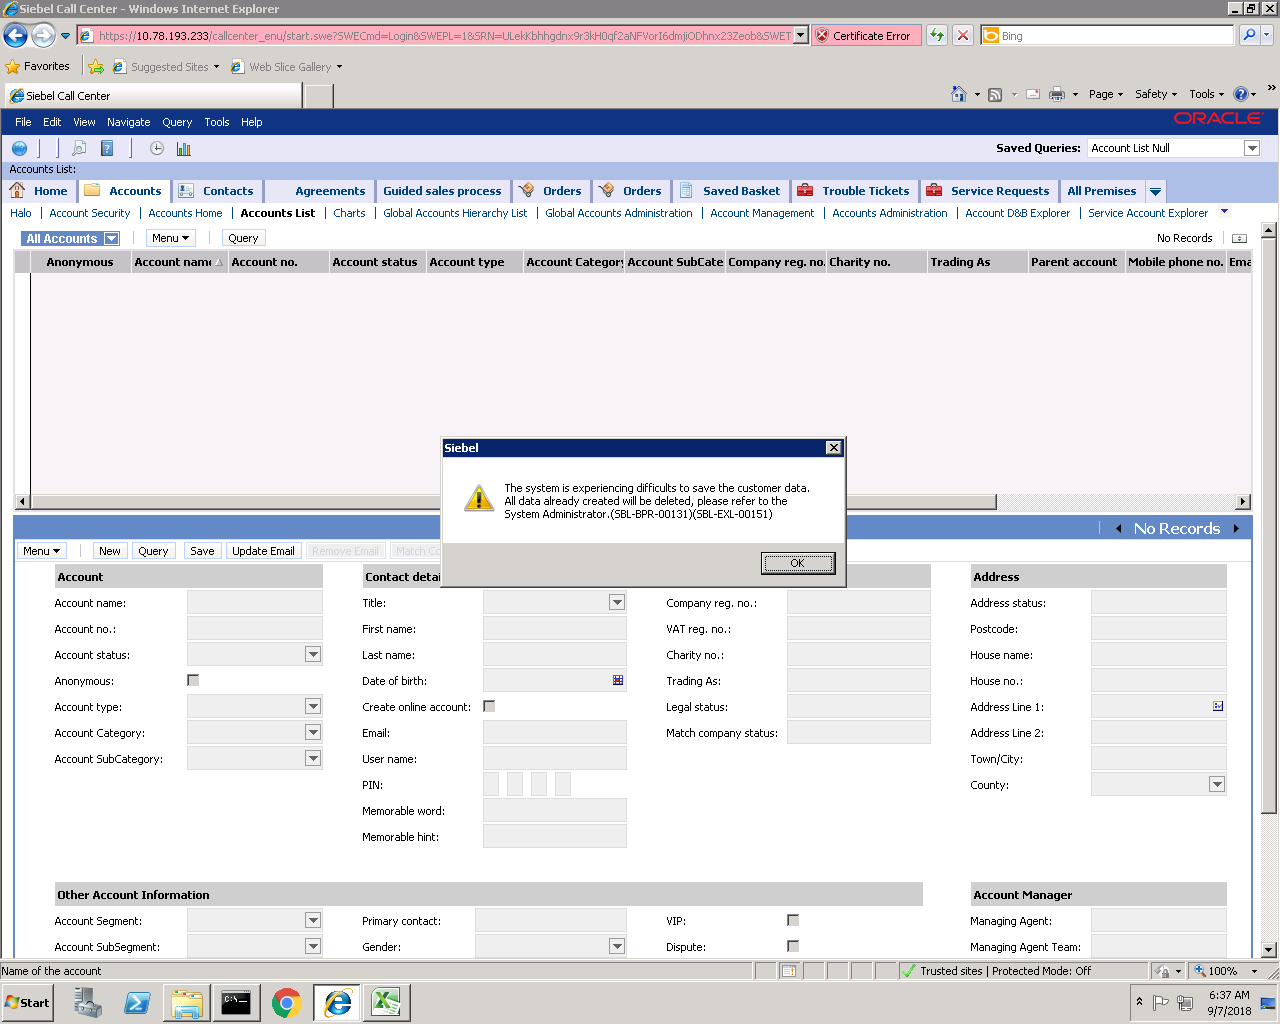 Siebel Call Center - Windows Internet Explorer
https://10.78.193.233/callcenter_enu/start.swe?SWECmd=Login&SWEPL=1&SRN=ULekKbhhgdnx9r3kH0qf2aNFVorI6dmjiODhnx23Zeob&SWET
Certificate Error
Bing
Favorites
Suggested Sites
Web Slice Gallery
Siebel Call Center
Page
Safety
Tools
»
File Edit View Navigate Query Tools Help
ORACLE
Saved Queries: Account List Null
Accounts List:
Home Accounts Contacts Agreements Guided sales process Orders Orders Saved Basket Trouble Tickets Service Requests All Premises
Halo | Account Security | Accounts Home | Accounts List | Charts | Global Accounts Hierarchy List | Global Accounts Administration | Account Management | Accounts Administration | Account D&B Explorer | Service Account Explorer
All Accounts Menu Query No Records
Anonymous Account name Account no. Account status Account type Account Category Account SubCate Company reg. no. Charity no. Trading As Parent account Mobile phone no. Ema
Siebel
The system is experiencing difficults to save the customer data.
All data already created will be deleted, please refer to the
System Administrator.(SBL-BPR-00131)(SBL-EXL-00151)
OK
No Records
Menu New Query Save Update Email Remove Email Match Co
Account
Account name:
Account no.:
Account status:
Anonymous:
Account type:
Account Category:
Account SubCategory:
Contact detai
Title:
First name:
Last name:
Date of birth:
Create online account:
Email:
User name:
PIN:
Memorable word:
Memorable hint:
Company reg. no.:
VAT reg. no.:
Charity no.:
Trading As:
Legal status:
Match company status:
Address
Address status:
Postcode:
House name:
House no.:
Address Line 1:
Address Line 2:
Town/City:
County:
Other Account Information
Account Segment:
Account SubSegment:
Primary contact:
Gender:
VIP:
Dispute:
Account Manager
Managing Agent:
Managing Agent Team:
Name of the account
Trusted sites | Protected Mode: Off
100%
Start
6:37 AM
9/7/2018